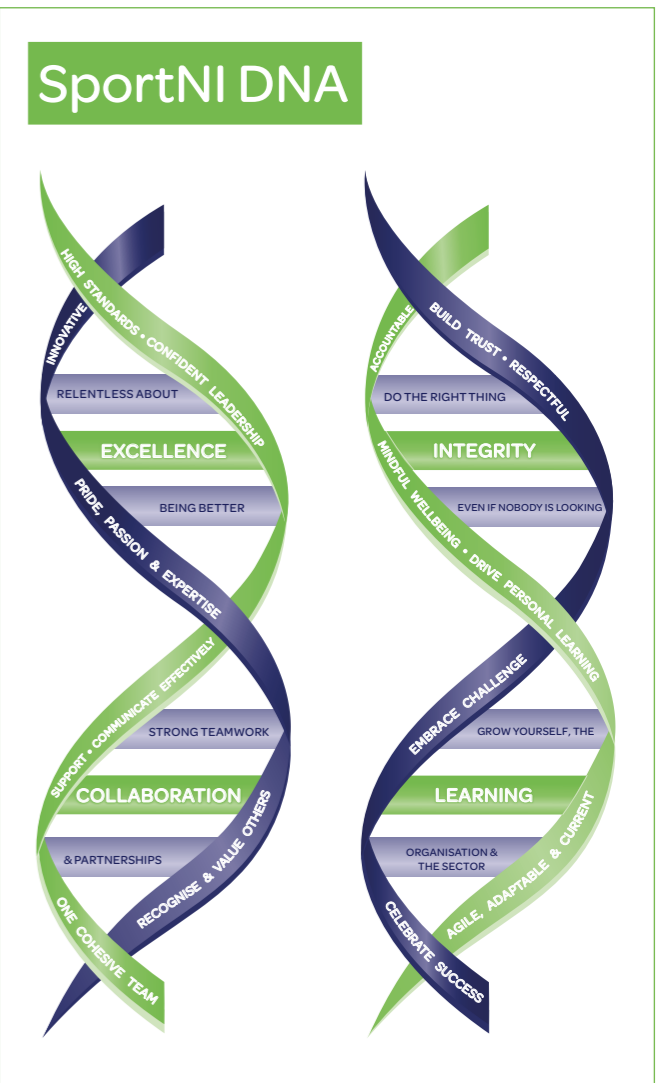 SportNI DNA
HIGH STANDARDS • CONFIDENT LEADERSHIP
INNOVATIVE
RELENTLESS ABOUT
EXCELLENCE
BEING BETTER
PRIDE, PASSION & EXPERTISE
SUPPORT • COMMUNICATE EFFECTIVELY
STRONG TEAMWORK
COLLABORATION
& PARTNERSHIPS
RECOGNISE & VALUE OTHERS
ONE COHESIVE TEAM
ACCOUNTABLE
BUILD TRUST • RESPECTFUL
DO THE RIGHT THING
INTEGRITY
EVEN IF NOBODY IS LOOKING
MINDFUL WELLBEING • DRIVE PERSONAL LEARNING
EMBRACE CHALLENGE
GROW YOURSELF, THE
LEARNING
ORGANISATION &
THE SECTOR
AGILE, ADAPTABLE & CURRENT
CELEBRATE SUCCESS